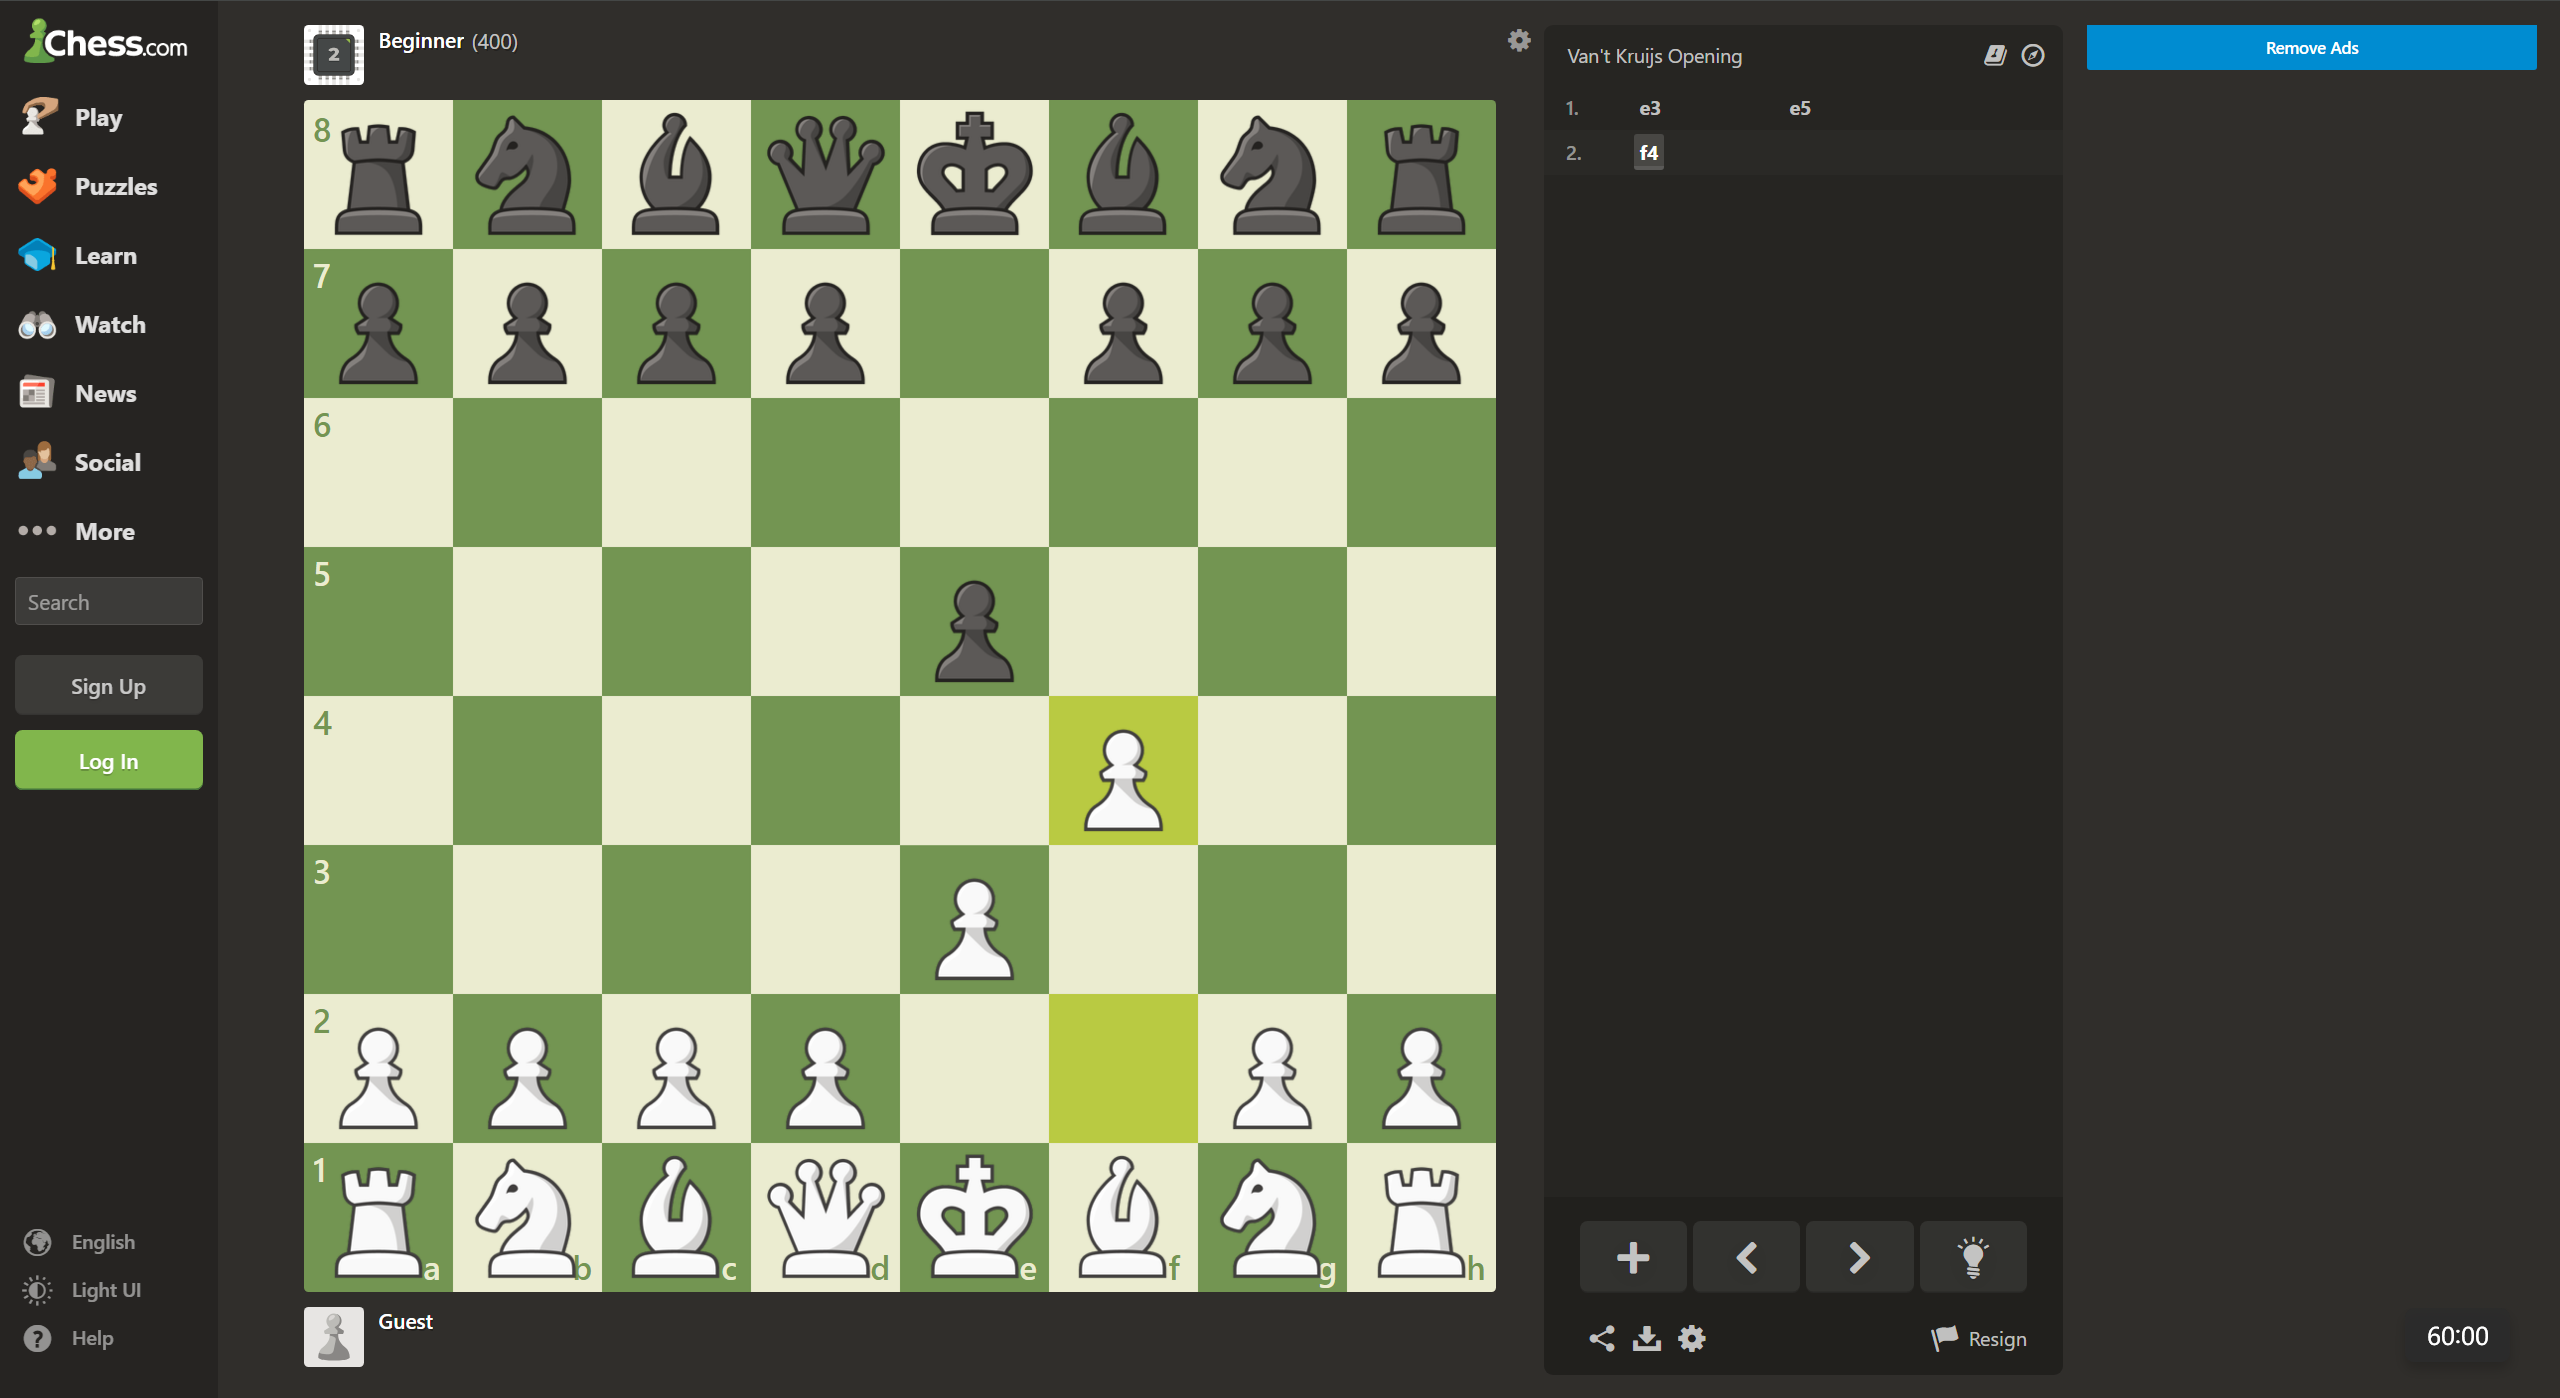 Chess.com
Play
Puzzles
Learn
Watch
News
Social
More
Search
Sign Up
Log In
English
Light UI
Help
2
Beginner (400)
8
7
6
5
4
3
2
1
a b c d e f g h
Guest
Van't Kruijs Opening
1. e3 e5
2. f4
Resign
Remove Ads
60:00